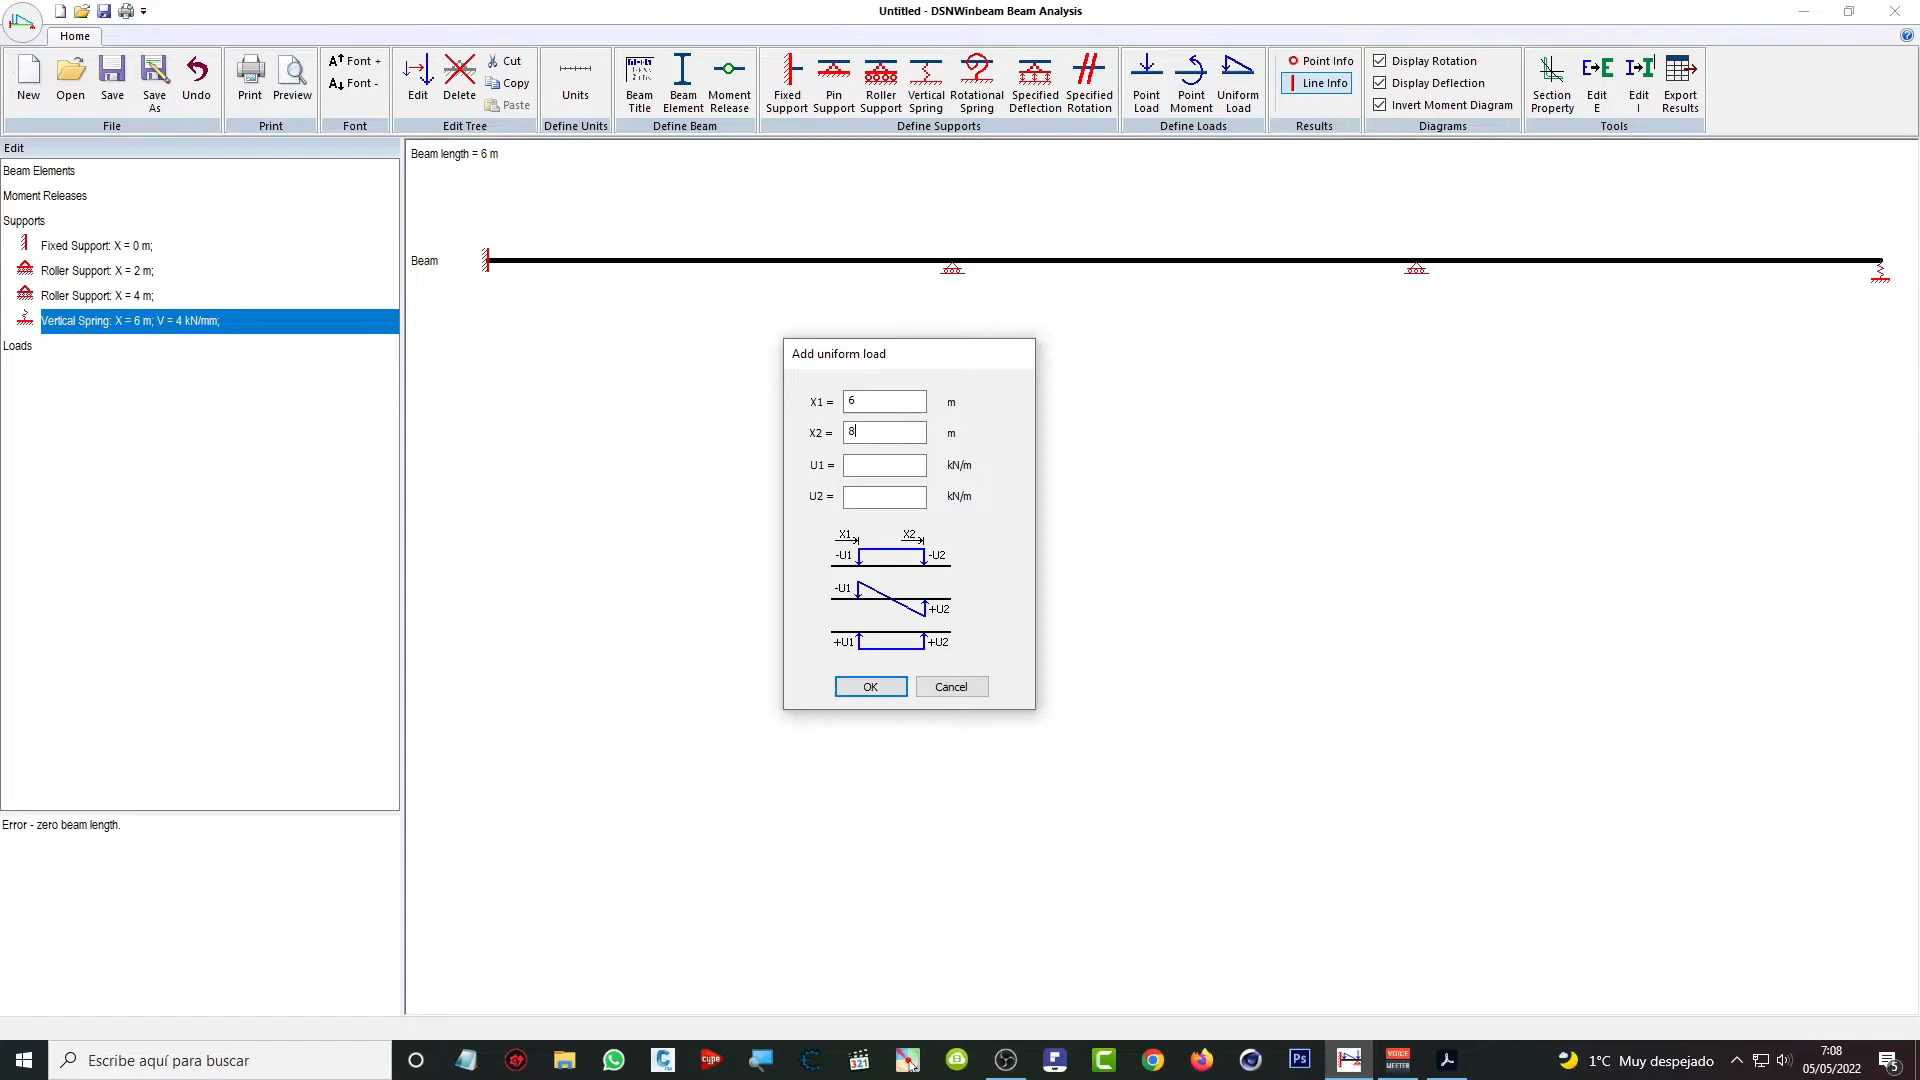 Untitled - DSNWinbeam Beam Analysis
Home
New
Open
Save
Save As
Undo
File
Print
Preview
Print
Font +
Font -
Font
Edit
Delete
Cut
Copy
Paste
Edit Tree
Units
Define Units
Beam Title
Beam Element
Moment Release
Define Beam
Fixed Support
Pin Support
Roller Support
Vertical Spring
Rotational Spring
Specified Deflection
Specified Rotation
Define Supports
Point Load
Point Moment
Uniform Load
Define Loads
Point Info
Line Info
Results
Display Rotation
Display Deflection
Invert Moment Diagram
Diagrams
Section Property
Edit E
Edit I
Export Results
Tools
Edit
Beam Elements
Moment Releases
Supports
Fixed Support: X = 0 m;
Roller Support: X = 2 m;
Roller Support: X = 4 m;
Vertical Spring: X = 6 m; V = 4 kN/mm;
Loads
Error - zero beam length.
Beam length = 6 m
Beam
Add uniform load
X1 = 6 m
X2 = 8 m
U1 = kN/m
U2 = kN/m
X1 X2
-U1 -U2
-U1
+U2
+U1 +U2
OK Cancel
Escribe aquí para buscar
cype
321
Ps
VOICE MEETER
1°C Muy despejado
7:08
05/05/2022
5